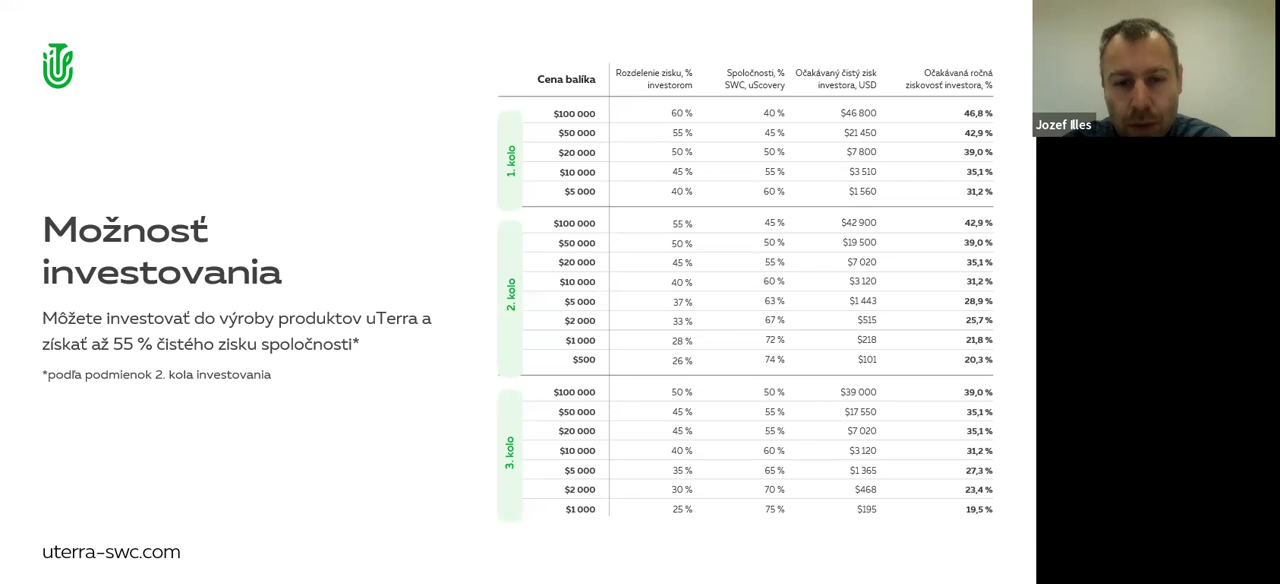 Možnosť
investovania
Môžete investovať do výroby produktov uTerra a
získať až 55 % čistého zisku spoločnosti*
*podľa podmienok 2. kola investovania
uterra-swc.com
Cena balíka
Rozdelenie zisku, %
investorom
Spoločnosti, %
SWC, uScovery
Očakávaný čistý zisk
investora, USD
Očakávaná ročná
ziskovosť investora, %
1. kolo
$100 000 60 % 40 % $46 800 46,8 %
$50 000 55 % 45 % $21 450 42,9 %
$20 000 50 % 50 % $7 800 39,0 %
$10 000 45 % 55 % $3 510 35,1 %
$5 000 40 % 60 % $1 560 31,2 %
2. kolo
$100 000 55 % 45 % $42 900 42,9 %
$50 000 50 % 50 % $19 500 39,0 %
$20 000 45 % 55 % $7 020 35,1 %
$10 000 40 % 60 % $3 120 31,2 %
$5 000 37 % 63 % $1 443 28,9 %
$2 000 33 % 67 % $515 25,7 %
$1 000 28 % 72 % $218 21,8 %
$500 26 % 74 % $101 20,3 %
3. kolo
$100 000 50 % 50 % $39 000 39,0 %
$50 000 45 % 55 % $17 550 35,1 %
$20 000 45 % 55 % $7 020 35,1 %
$10 000 40 % 60 % $3 120 31,2 %
$5 000 35 % 65 % $1 365 27,3 %
$2 000 30 % 70 % $468 23,4 %
$1 000 25 % 75 % $195 19,5 %
Jozef Illes